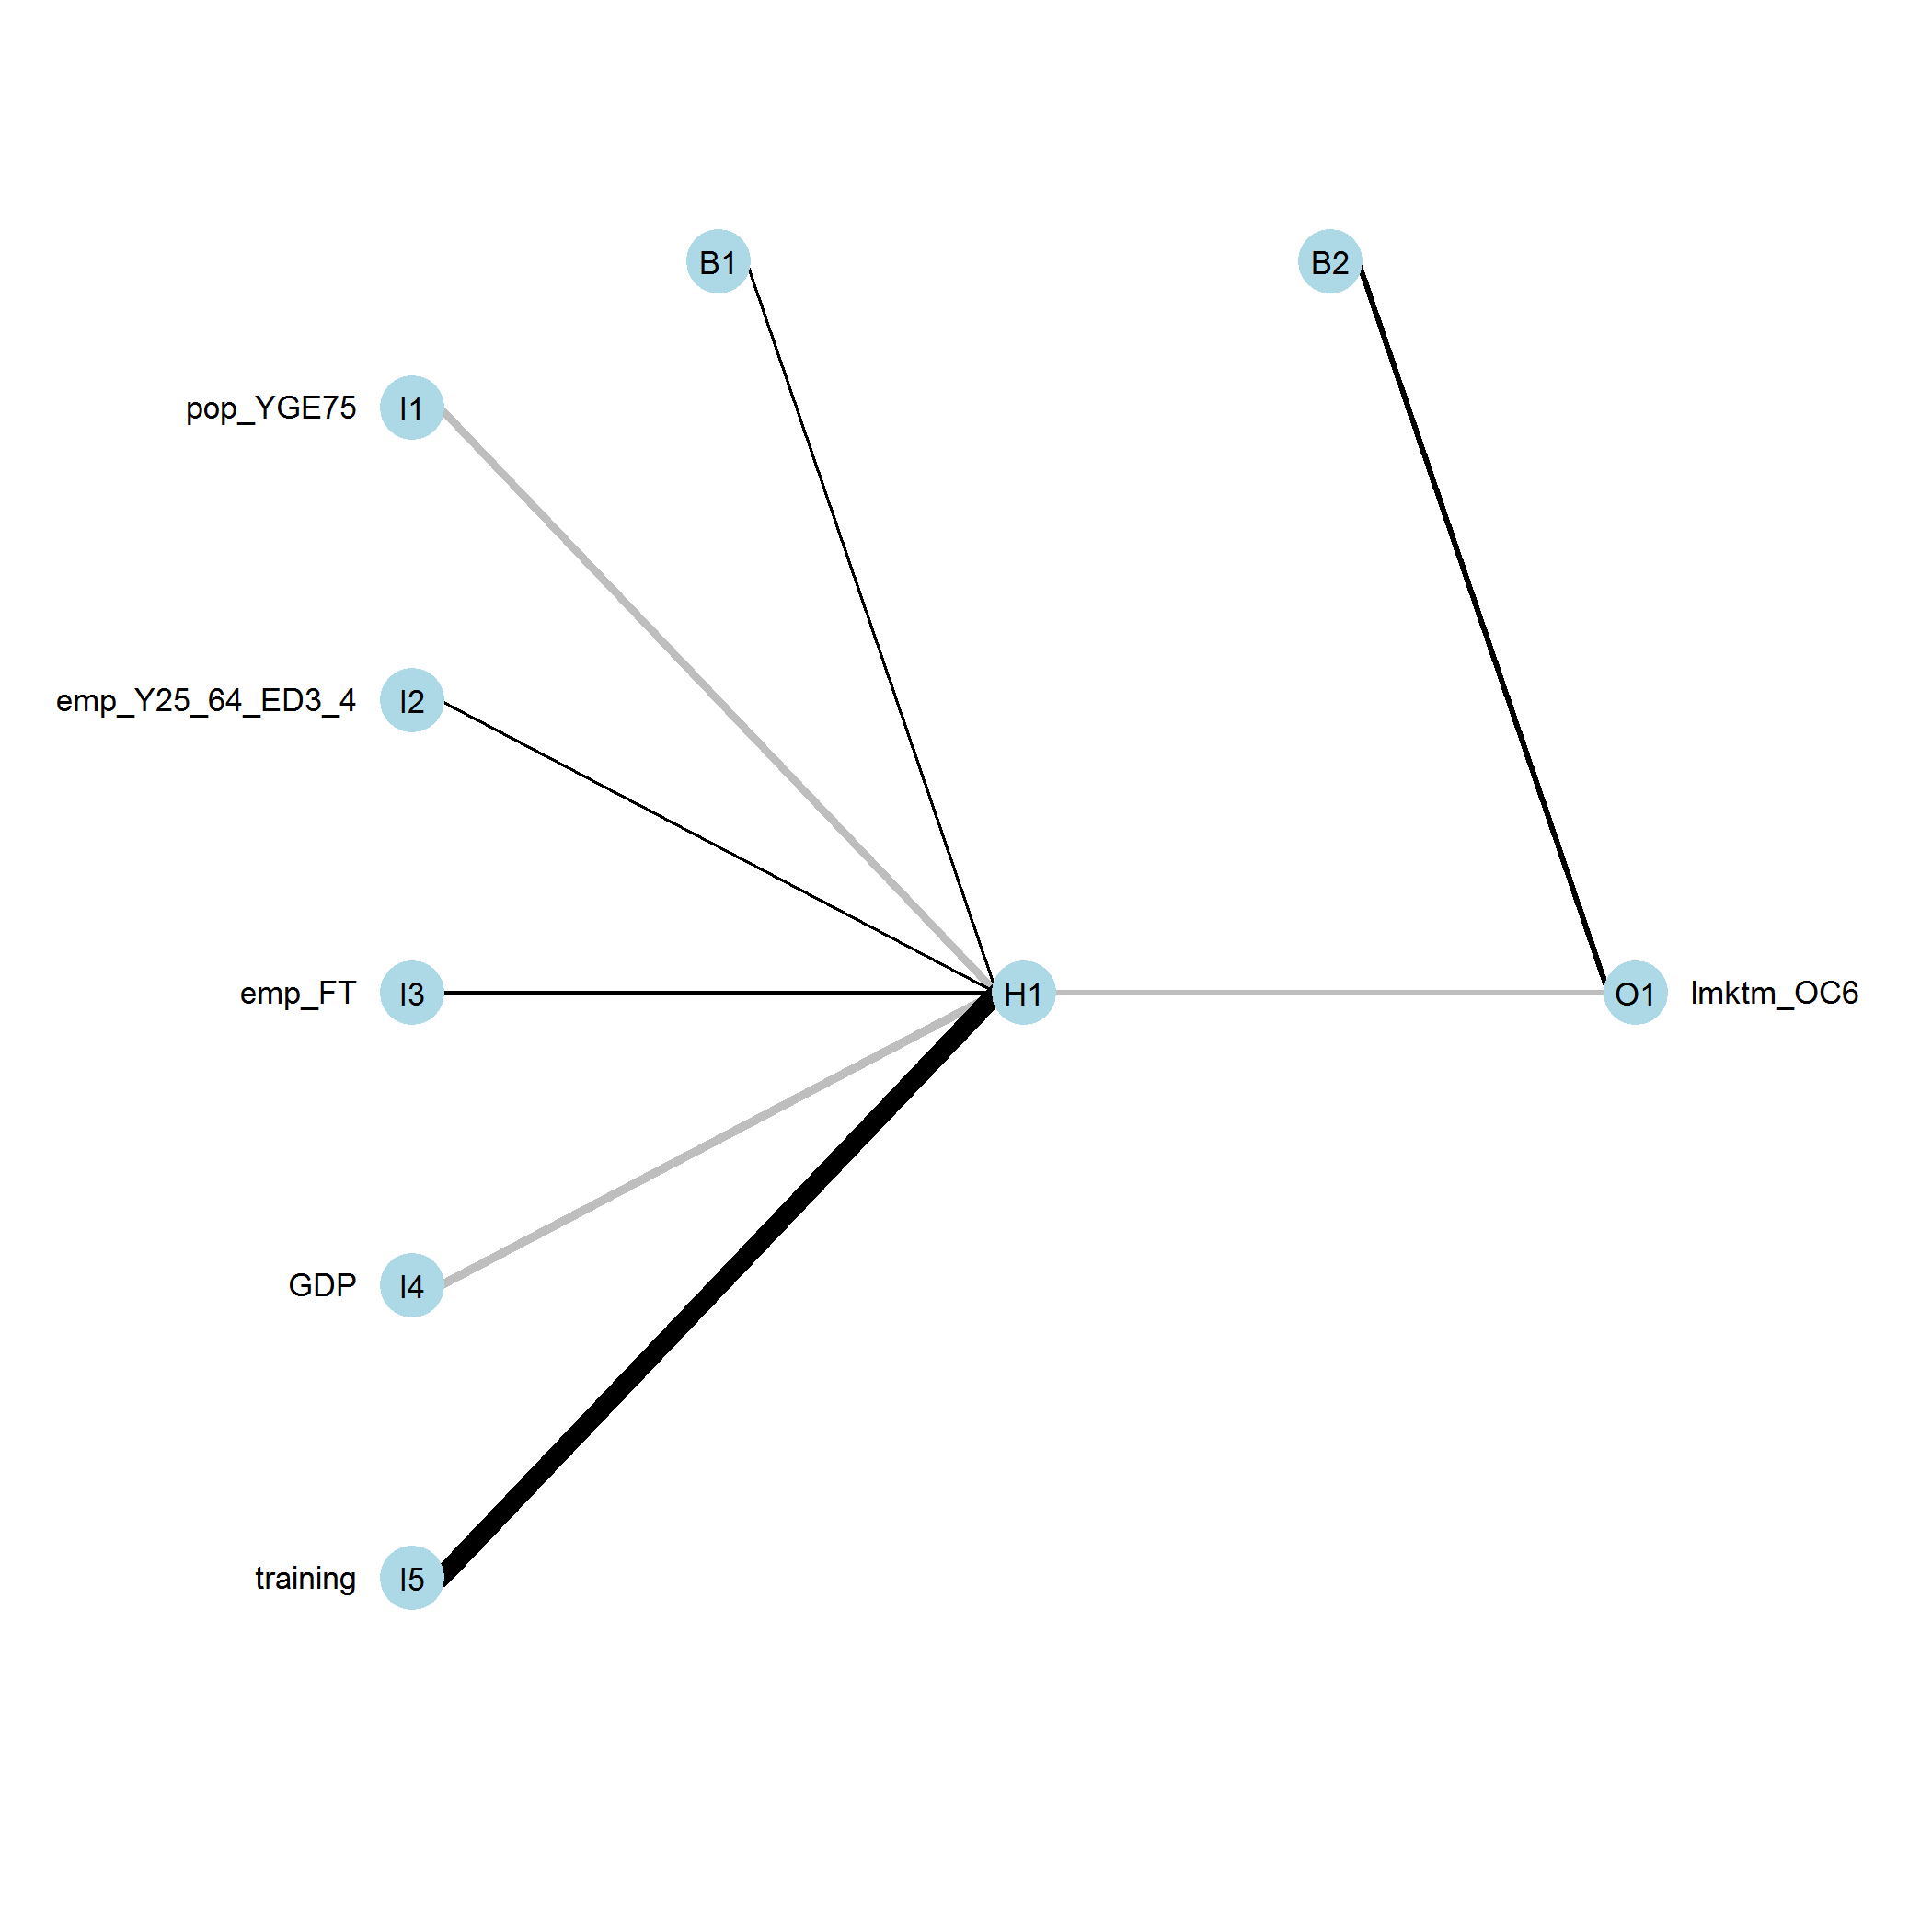 B1
B2
pop_YGE75 I1
emp_Y25_64_ED3_4 I2
emp_FT I3
H1
O1 lmktm_OC6
GDP I4
training I5